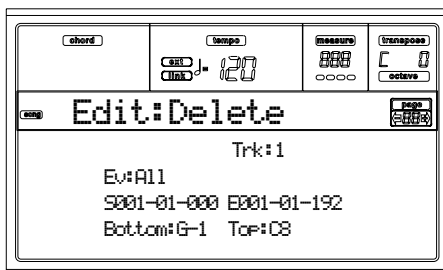 chord tempo measure transpose
ext link ♩= 120 888 C 0
octave
song Edit:Delete page
88
Trk:1
Ev:All
S001-01-000 E001-01-192
Bottom:G-1 Top:C8